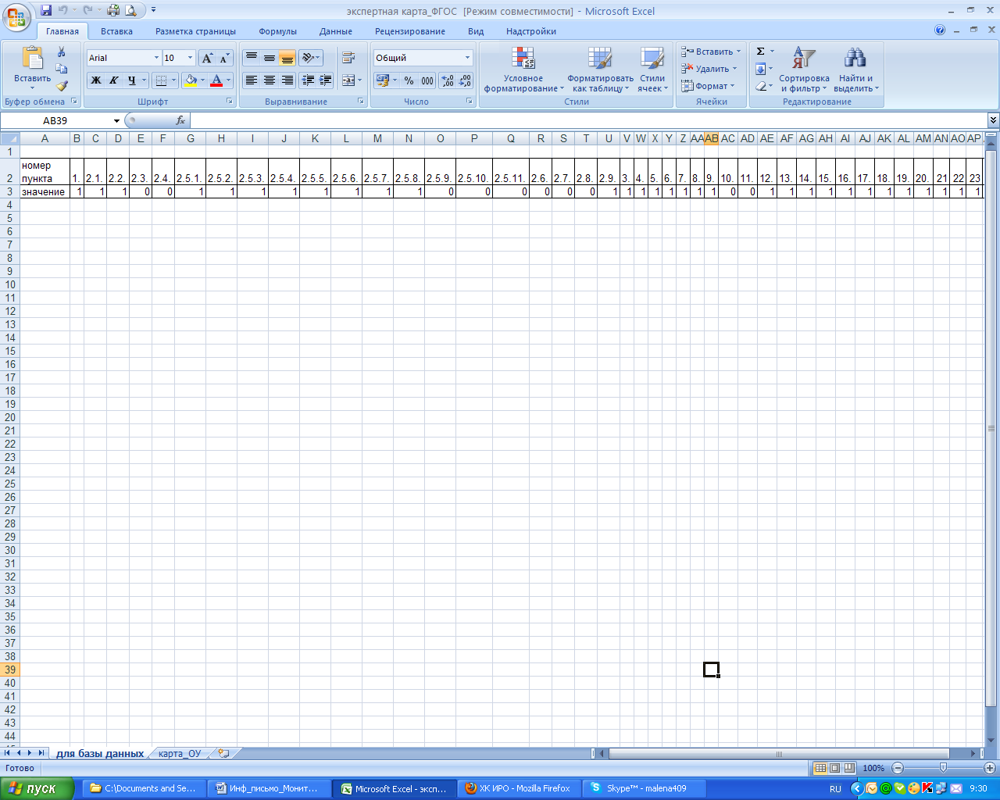 экспертная карта_ФГОС [Режим совместимости] - Microsoft Excel
Главная Вставка Разметка страницы Формулы Данные Рецензирование Вид Надстройки
Вставить
Буфер обмена
Arial 10
Ж К Ч
Шрифт
Выравнивание
Общий
% 000
Число
Условное форматирование
Форматировать как таблицу
Стили ячеек
Стили
Вставить
Удалить
Формат
Ячейки
Σ
Сортировка и фильтр
Найти и выделить
Редактирование
AB39 fx
A B C D E F G H I J K L M N O P Q R S T U V W X Y Z AA AB AC AD AE AF AG AH AI AJ AK AL AM AN AO AP
1
2 номер пункта 1. 2.1. 2.2. 2.3. 2.4. 2.5.1. 2.5.2. 2.5.3. 2.5.4. 2.5.5. 2.5.6. 2.5.7. 2.5.8. 2.5.9. 2.5.10. 2.5.11. 2.6. 2.7. 2.8. 2.9. 3. 4. 5. 6. 7. 8. 9. 10. 11. 12. 13. 14. 15. 16. 17. 18. 19. 20. 21 22 23
3 значение 1 1 1 0 0 1 1 1 1 1 1 1 1 0 0 0 0 0 0 1 1 1 1 1 1 1 1 0 0 1 1 1 1 1 1 1 1 1 1 1 1
4
5
6
7
8
9
10
11
12
13
14
15
16
17
18
19
20
21
22
23
24
25
26
27
28
29
30
31
32
33
34
35
36
37
38
39
40
41
42
43
44
для базы данных карта_ОУ
Готово 100%
пуск C:\Documents and Se... Инф_письмо_Монит... Microsoft Excel - эксп... ХК ИРО - Mozilla Firefox Skype™ - malena409 RU 9:30